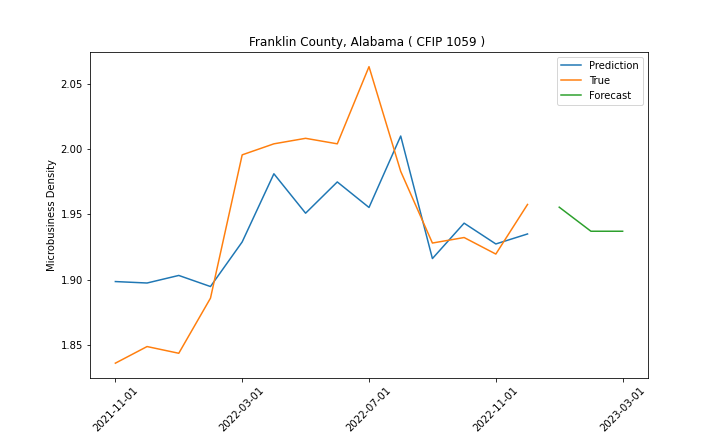 Franklin County, Alabama ( CFIP 1059 )
Prediction
True
Forecast
Microbusiness Density
2.05
2.00
1.95
1.90
1.85
2021-11-01
2022-03-01
2022-07-01
2022-11-01
2023-03-01